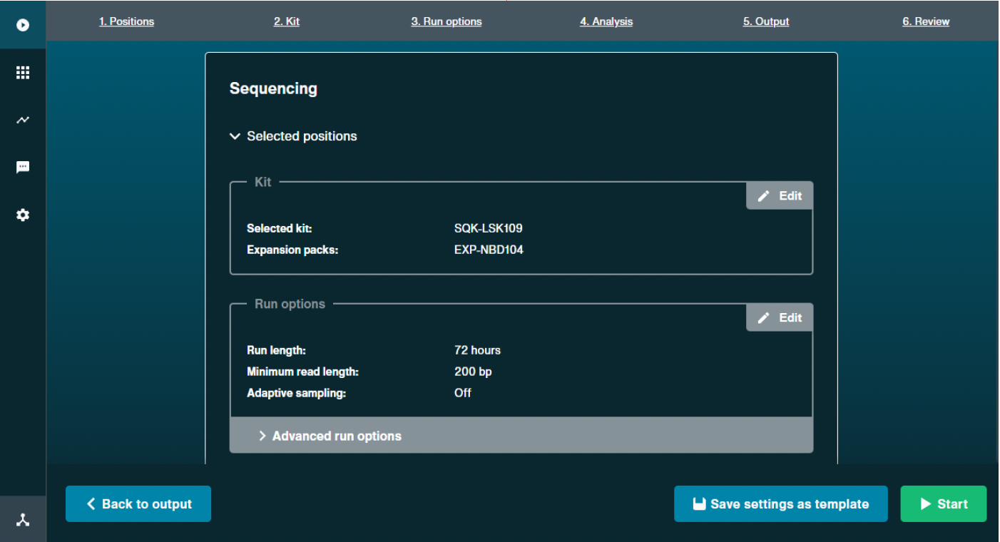 1. Positions 2. Kit 3. Run options 4. Analysis 5. Output 6. Review
Sequencing
Selected positions
Kit
Edit
Selected kit: SQK-LSK109
Expansion packs: EXP-NBD104
Run options
Edit
Run length: 72 hours
Minimum read length: 200 bp
Adaptive sampling: Off
Advanced run options
Back to output Save settings as template Start